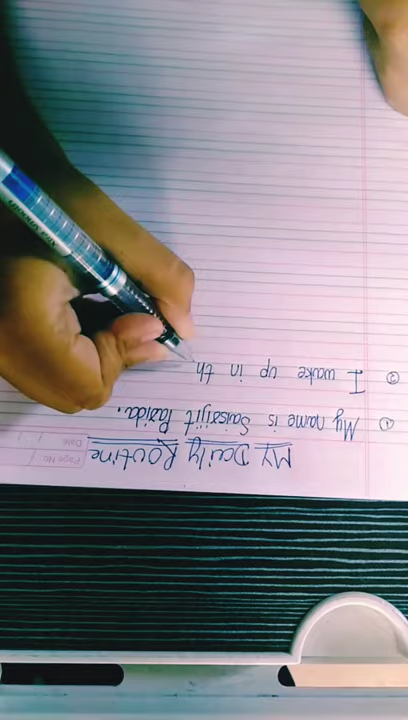 Page No. /
Date / /
MY Daily Routine
① My name is
② I wake up in th